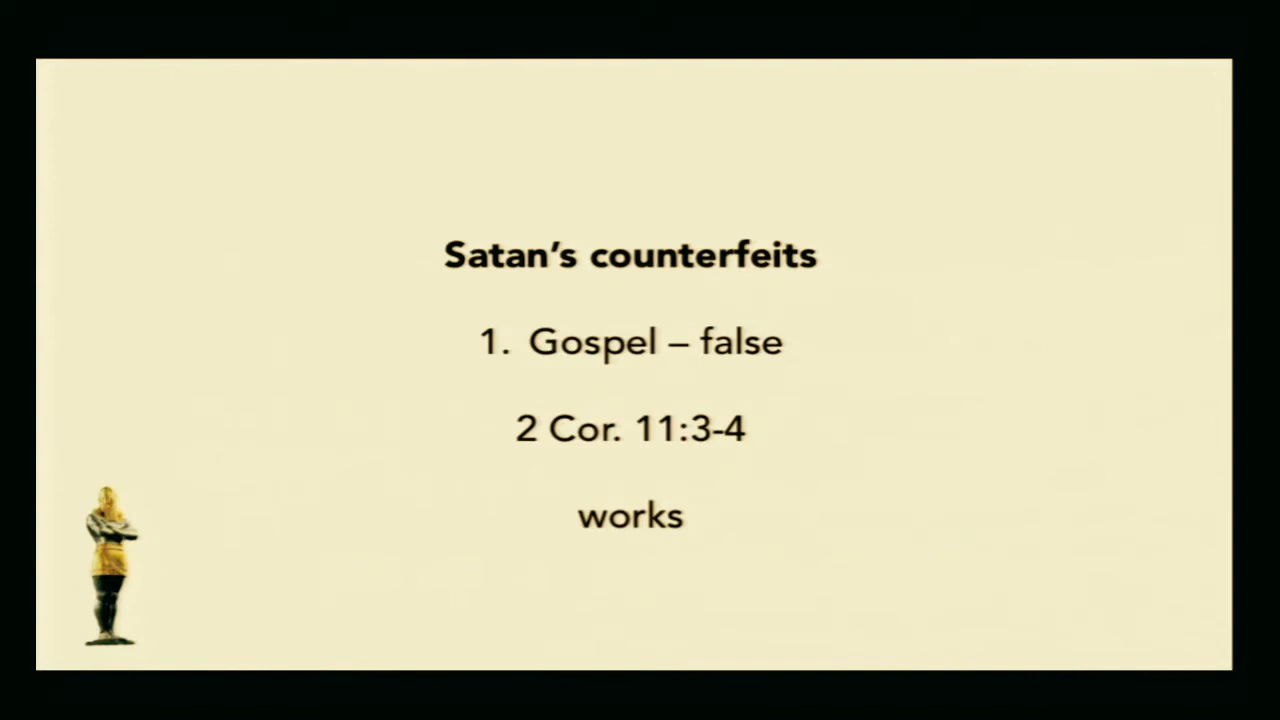 Satan’s counterfeits
1. Gospel – false
2 Cor. 11:3-4
works